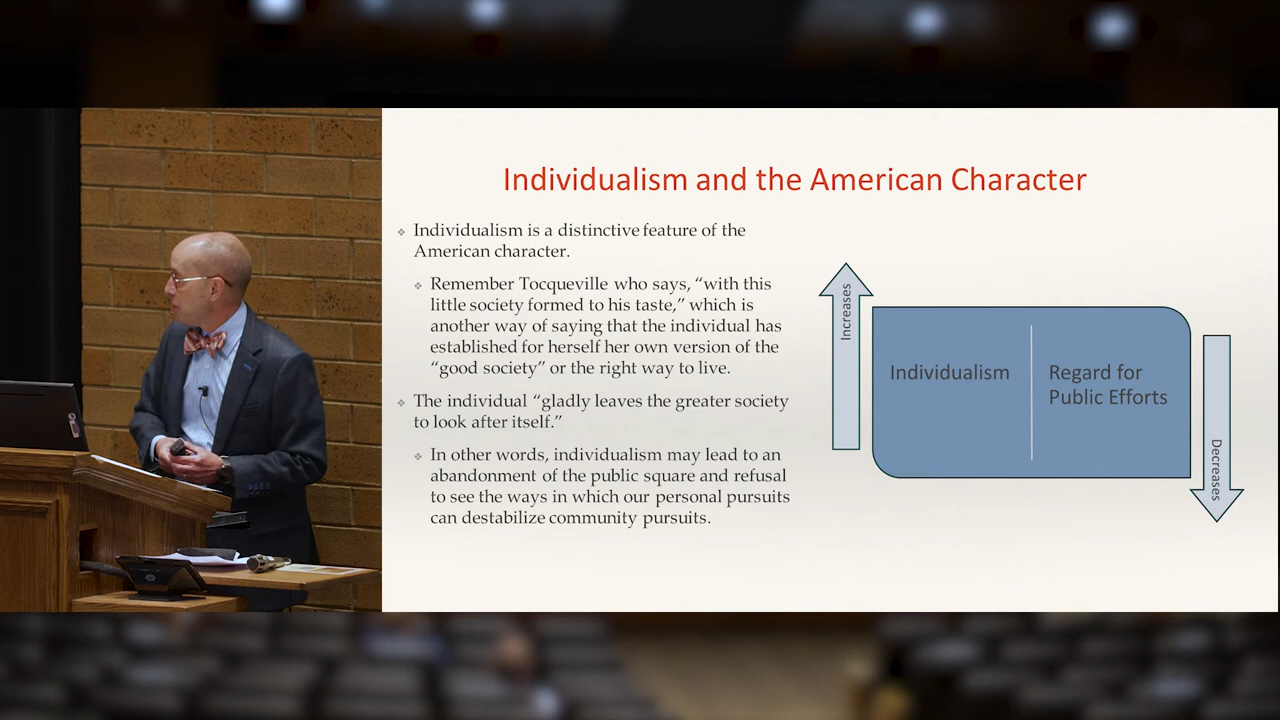 Individualism and the American Character
❖ Individualism is a distinctive feature of the
American character.
❖ Remember Tocqueville who says, “with this
little society formed to his taste,” which is
another way of saying that the individual has
established for herself her own version of the
“good society” or the right way to live.
❖ The individual “gladly leaves the greater society
to look after itself.”
❖ In other words, individualism may lead to an
abandonment of the public square and refusal
to see the ways in which our personal pursuits
can destabilize community pursuits.
Increases
Individualism
Regard for
Public Efforts
Decreases